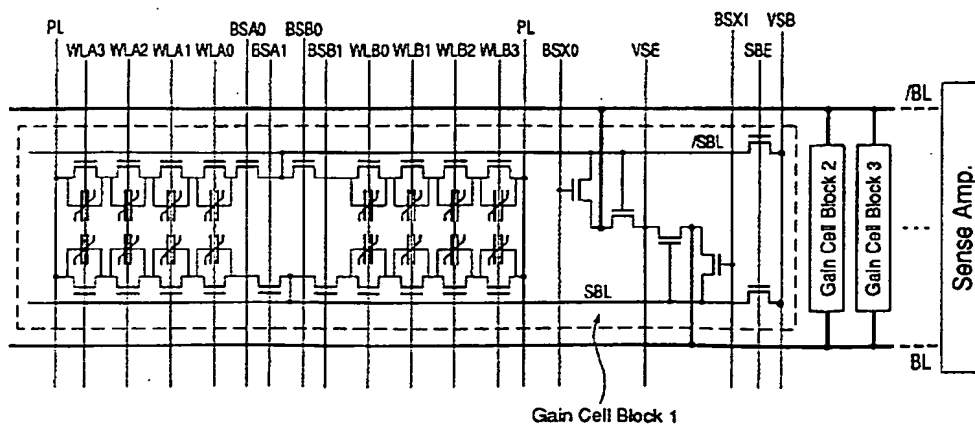 BSA0 BSB0 BSX1 VSB
PL WLA3 WLA2 WLA1 WLA0 BSA1 BSB1 WLB0 WLB1 WLB2 WLB3 PL BSX0 VSE SBE
/BL
/SBL
Gain Cell Block 2
Gain Cell Block 3
...
Sense Amp.
SBL
BL
Gain Cell Block 1